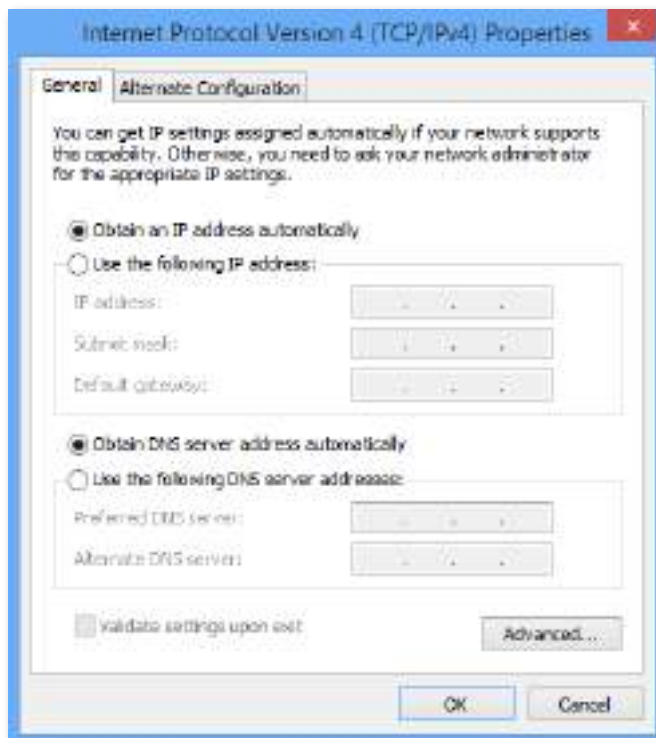 Internet Protocol Version 4 (TCP/IPv4) Properties
x
General
Alternate Configuration
You can get IP settings assigned automatically if your network supports
this capability. Otherwise, you need to ask your network administrator
for the appropriate IP settings.
Obtain an IP address automatically
Use the following IP address:
IP address:
Subnet mask:
Default gateway:
Obtain DNS server address automatically
Use the following DNS server addresses:
Preferred DNS server:
Alternate DNS server:
Validate settings upon exit
Advanced...
OK
Cancel